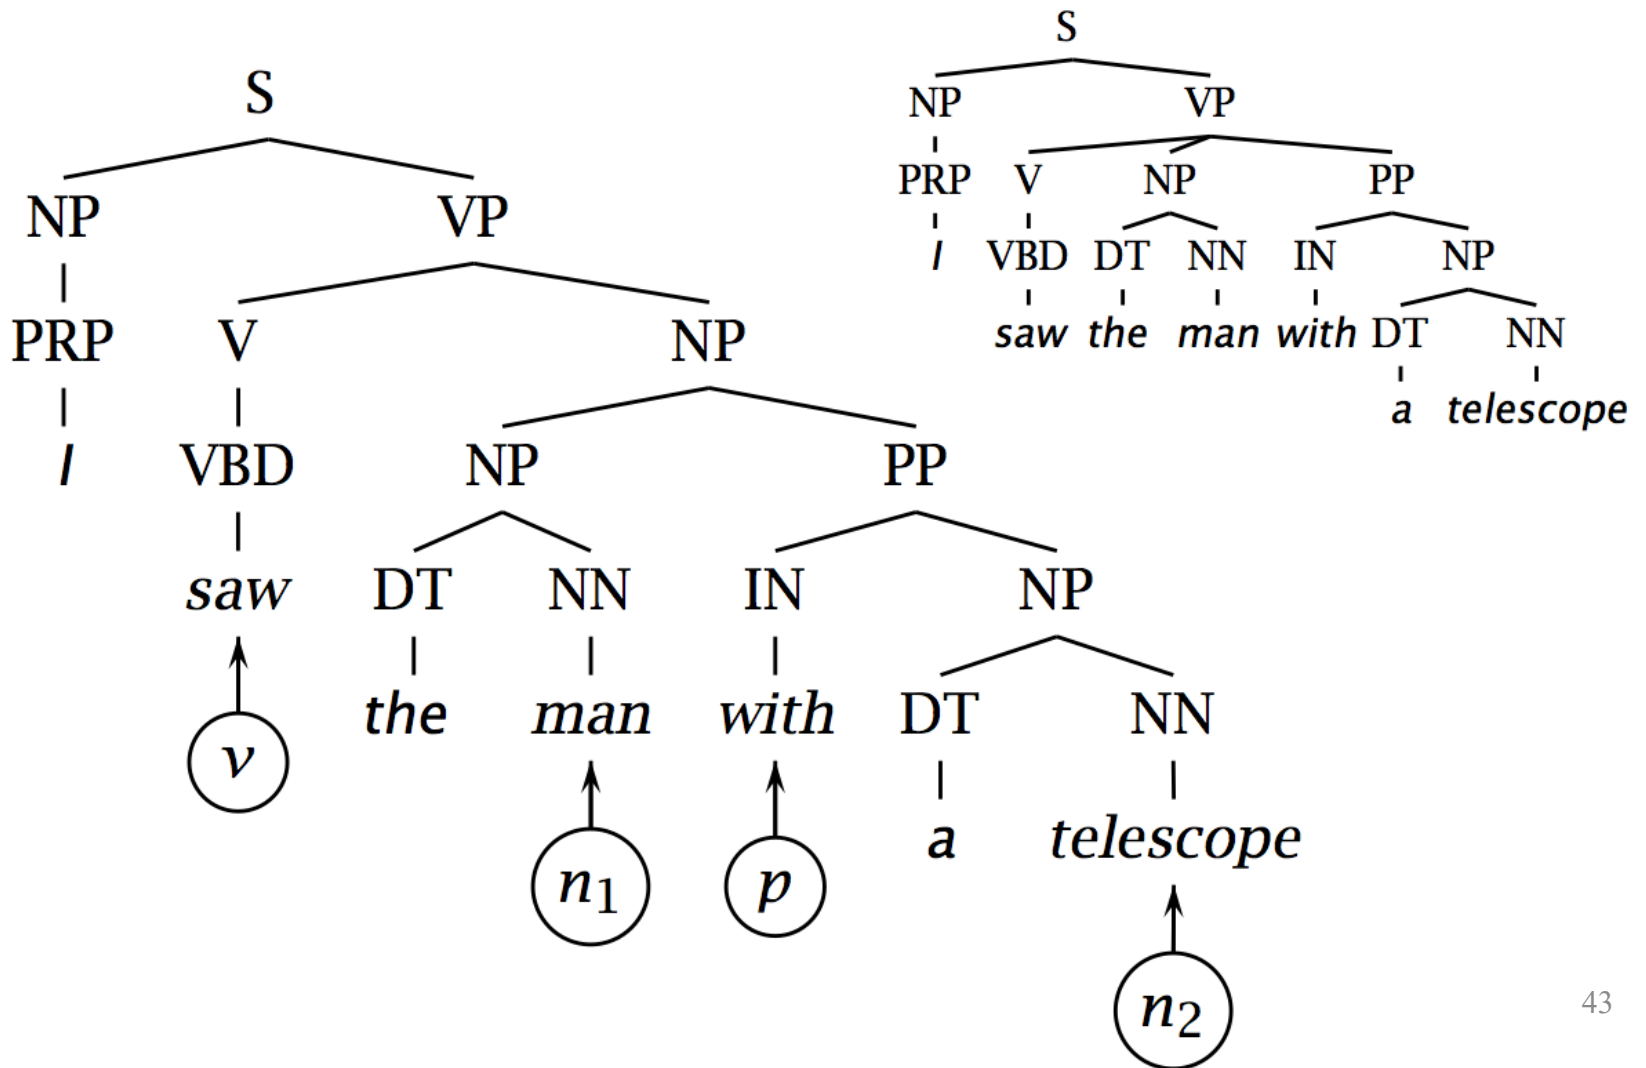 S
NP VP
PRP V NP
I VBD NP PP
saw DT NN IN NP
the man with DT NN
a telescope
v
n1 p
n2
S
NP VP
PRP V NP PP
I VBD DT NN IN NP
saw the man with DT NN
a telescope
43